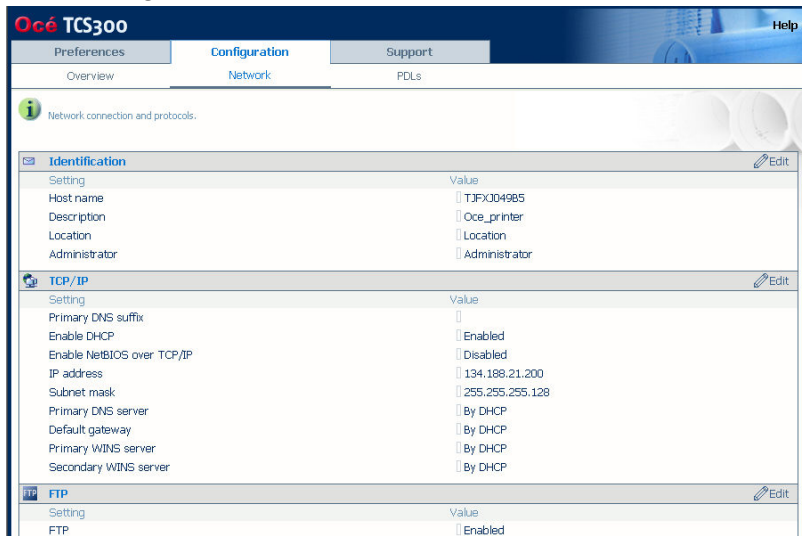 Océ TCS300
Help
Preferences Configuration Support
Overview Network PDLs
Network connection and protocols.
Identification Edit
Setting Value
Host name TJFXJ049B5
Description Oce_printer
Location Location
Administrator Administrator
TCP/IP Edit
Setting Value
Primary DNS suffix
Enable DHCP Enabled
Enable NetBIOS over TCP/IP Disabled
IP address 134.188.21.200
Subnet mask 255.255.255.128
Primary DNS server By DHCP
Default gateway By DHCP
Primary WINS server By DHCP
Secondary WINS server By DHCP
FTP FTP Edit
Setting Value
FTP Enabled